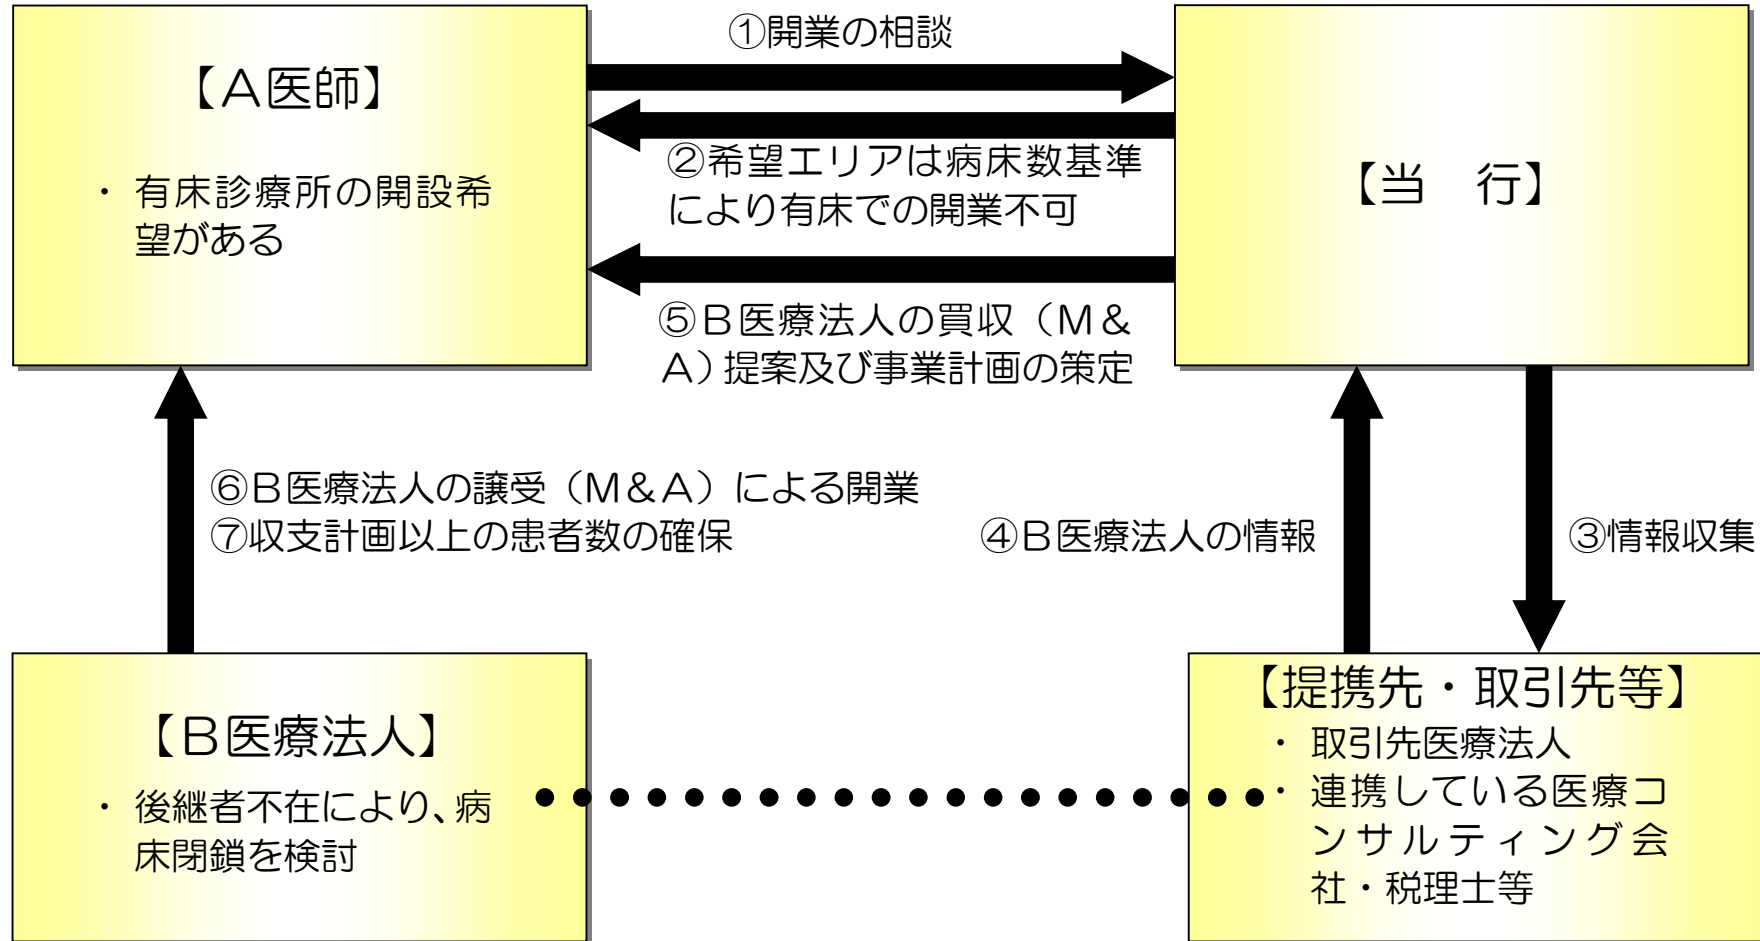 ①開業の相談
【A医師】
・ 有床診療所の開設希
望がある
②希望エリアは病床数基準
により有床での開業不可
【当　行】
⑤B医療法人の買収（M＆
A）提案及び事業計画の策定
⑥B医療法人の譲受（M＆A）による開業
⑦収支計画以上の患者数の確保
④B医療法人の情報
③情報収集
【B医療法人】
・ 後継者不在により、病
床閉鎖を検討
【提携先・取引先等】
・ 取引先医療法人
・ 連携している医療コ
ンサルティング会
社・税理士等